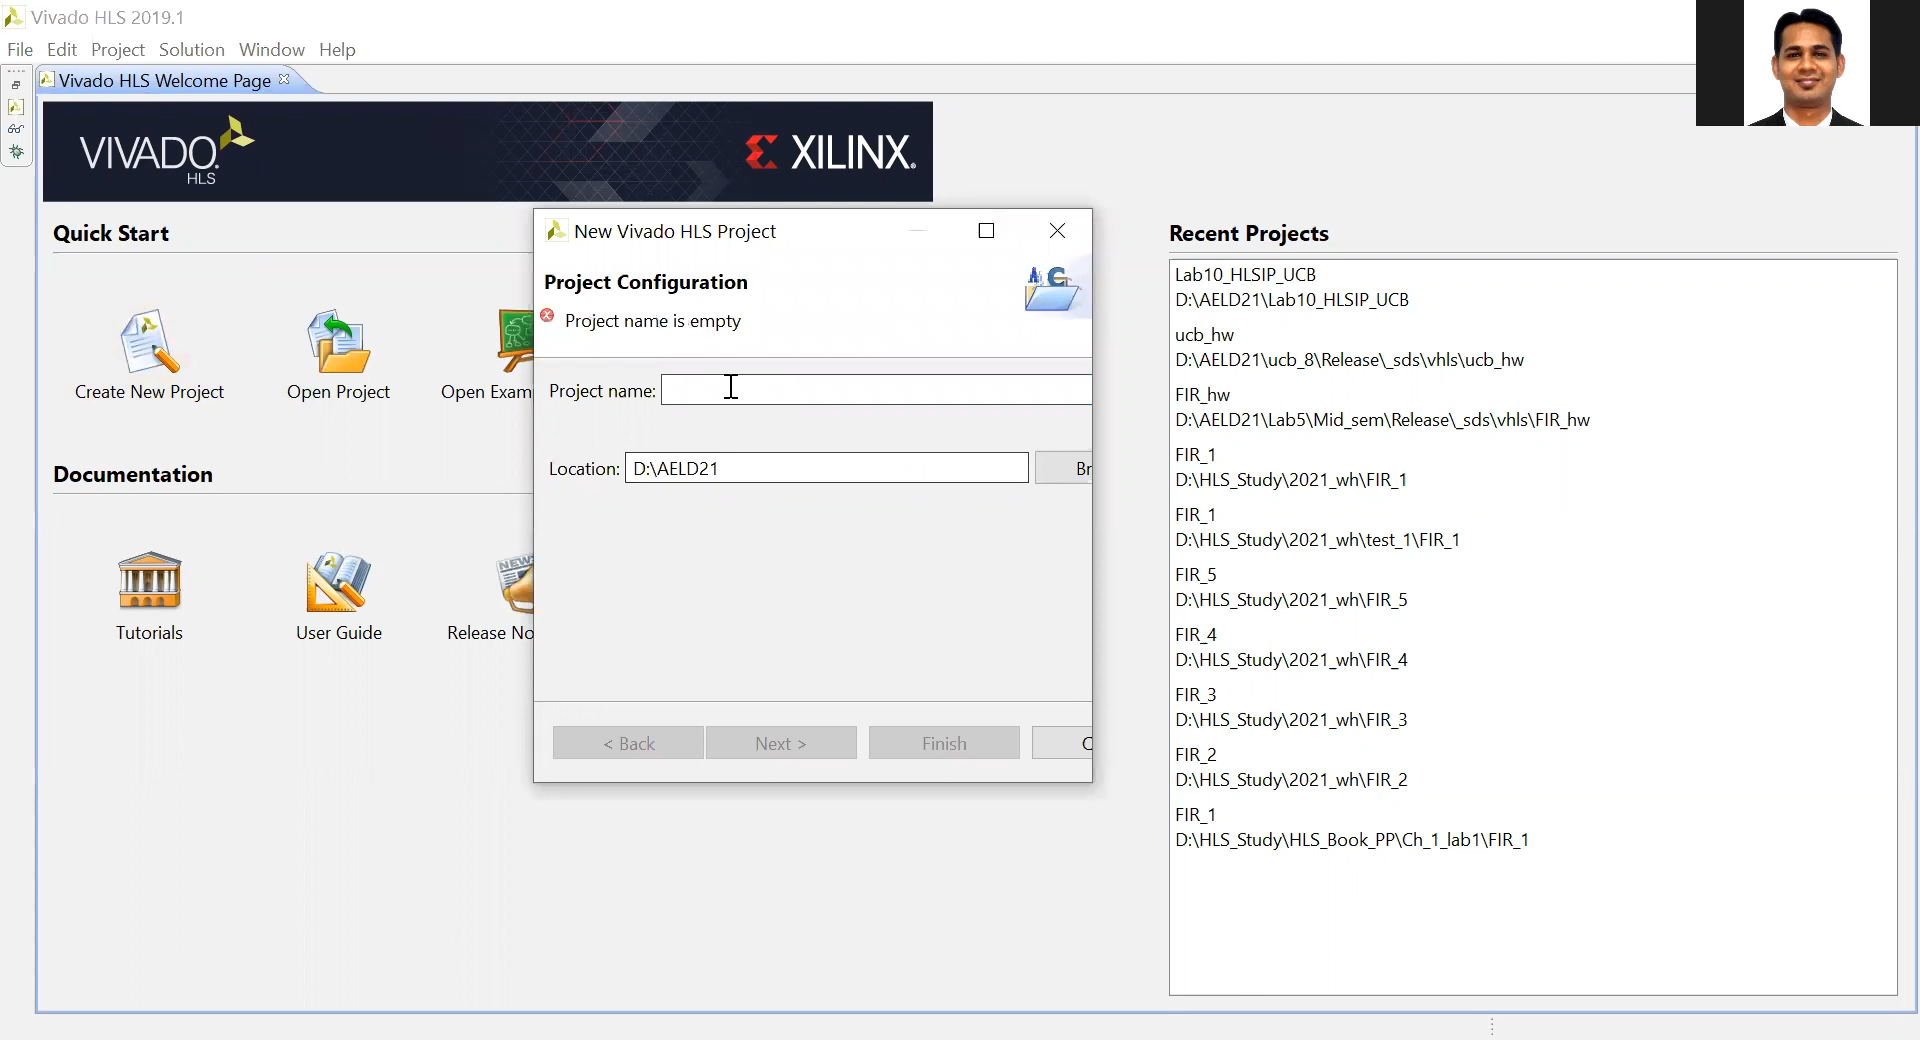 Vivado HLS 2019.1
File Edit Project Solution Window Help
Vivado HLS Welcome Page
VIVADO.
HLS
XILINX.
Quick Start
Create New Project
Open Project
Open Exam
Documentation
Tutorials
User Guide
Release No
New Vivado HLS Project
Project Configuration
Project name is empty
Project name:
Location: D:\AELD21
Br
< Back Next > Finish C
Recent Projects
Lab10_HLSIP_UCB
D:\AELD21\Lab10_HLSIP_UCB
ucb_hw
D:\AELD21\ucb_8\Release\_sds\vhls\ucb_hw
FIR_hw
D:\AELD21\Lab5\Mid_sem\Release\_sds\vhls\FIR_hw
FIR_1
D:\HLS_Study\2021_wh\FIR_1
FIR_1
D:\HLS_Study\2021_wh\test_1\FIR_1
FIR_5
D:\HLS_Study\2021_wh\FIR_5
FIR_4
D:\HLS_Study\2021_wh\FIR_4
FIR_3
D:\HLS_Study\2021_wh\FIR_3
FIR_2
D:\HLS_Study\2021_wh\FIR_2
FIR_1
D:\HLS_Study\HLS_Book_PP\Ch_1_lab1\FIR_1